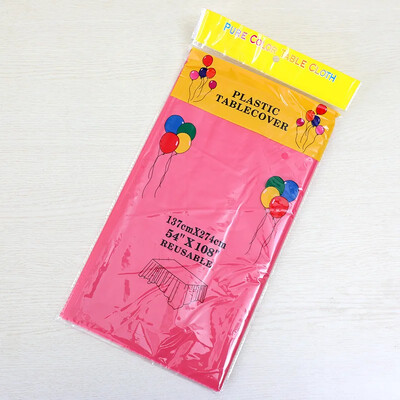 PURE COLOR TABLE CLOTH
PLASTIC
TABLECOVER
137cmX274cm
54" X 108"
REUSABLE